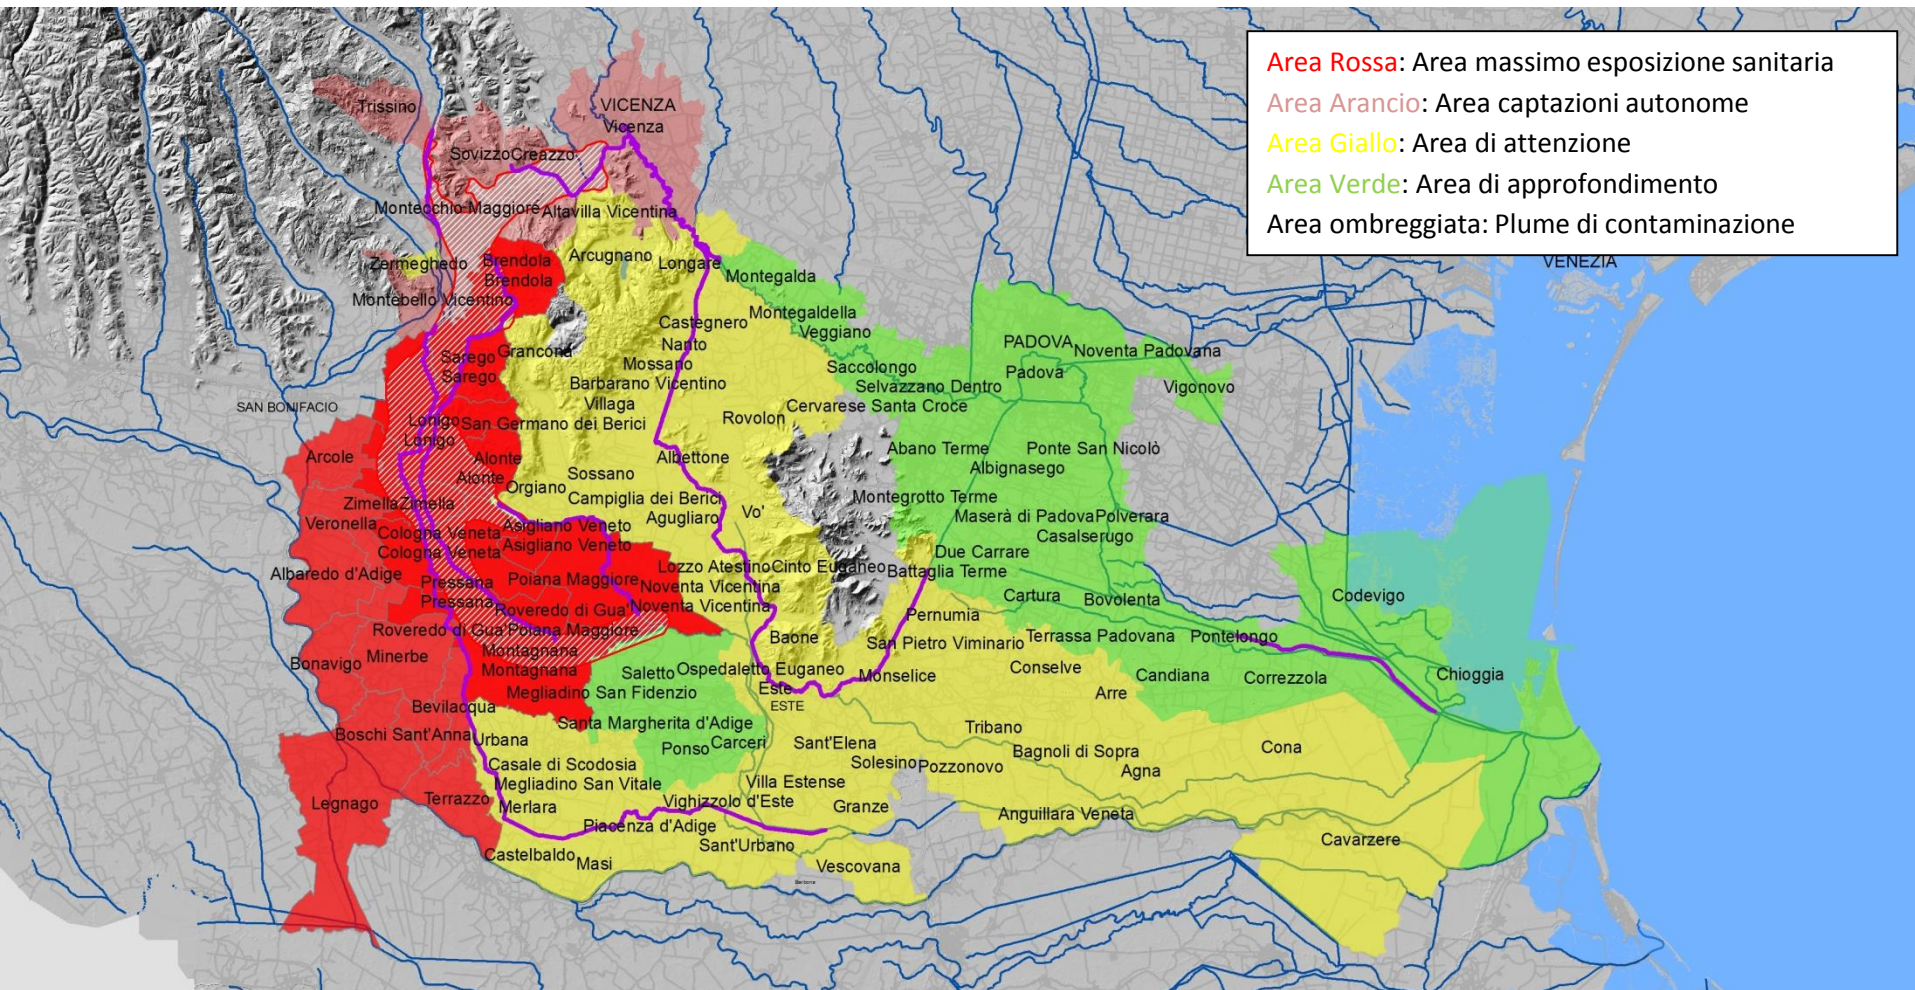 Area Rossa: Area massimo esposizione sanitaria
Area Arancio: Area captazioni autonome
Area Giallo: Area di attenzione
Area Verde: Area di approfondimento
Area ombreggiata: Plume di contaminazione
VENEZIA
Trissino
VICENZA
Vicenza
Sovizzo
Creazzo
Montecchio Maggiore
Altavilla Vicentina
Zermeghedo
Brendola
Brendola
Arcugnano
Longare
Montegalda
Montebello Vicentino
Montegaldella
Castegnero
Veggiano
Nanto
PADOVA
Noventa Padovana
Sarego
Grancona
Mossano
Saccolongo
Padova
Sarego
Barbarano Vicentino
Selvazzano Dentro
Vigonovo
SAN BONIFACIO
Villaga
Cervarese Santa Croce
Lonigo
San Germano dei Berici
Rovolon
Lonigo
Arcole
Alonte
Albettone
Abano Terme
Ponte San Nicolò
Albignasego
Alonte
Sossano
Orgiano
Campiglia dei Berici
Montegrotto Terme
Zimella
Zimella
Agugliaro
Vo'
Maserà di Padova
Polverara
Veronella
Cologna Veneta
Asigliano Veneto
Casalserugo
Cologna Veneta
Asigliano Veneto
Due Carrare
Albaredo d'Adige
Lozzo Atestino
Cinto Euganeo
Battaglia Terme
Pressana
Poiana Maggiore
Noventa Vicentina
Pressana
Roveredo di Gua'
Noventa Vicentina
Cartura
Bovolenta
Codevigo
Pernumia
Roveredo di Gua'
Poiana Maggiore
Baone
San Pietro Viminario
Terrassa Padovana
Pontelongo
Bonavigo
Minerbe
Montagnana
Montagnana
Saletto
Ospedaletto Euganeo
Monselice
Conselve
Candiana
Correzzola
Chioggia
Megliadino San Fidenzio
Este
ESTE
Arre
Bevilacqua
Santa Margherita d'Adige
Tribano
Boschi Sant'Anna
Urbana
Ponso
Carceri
Sant'Elena
Bagnoli di Sopra
Cona
Casale di Scodosia
Solesino
Pozzonovo
Agna
Megliadino San Vitale
Villa Estense
Legnago
Terrazzo
Merlara
Vighizzolo d'Este
Granze
Anguillara Veneta
Piacenza d'Adige
Sant'Urbano
Cavarzere
Castelbaldo
Masi
Vescovana